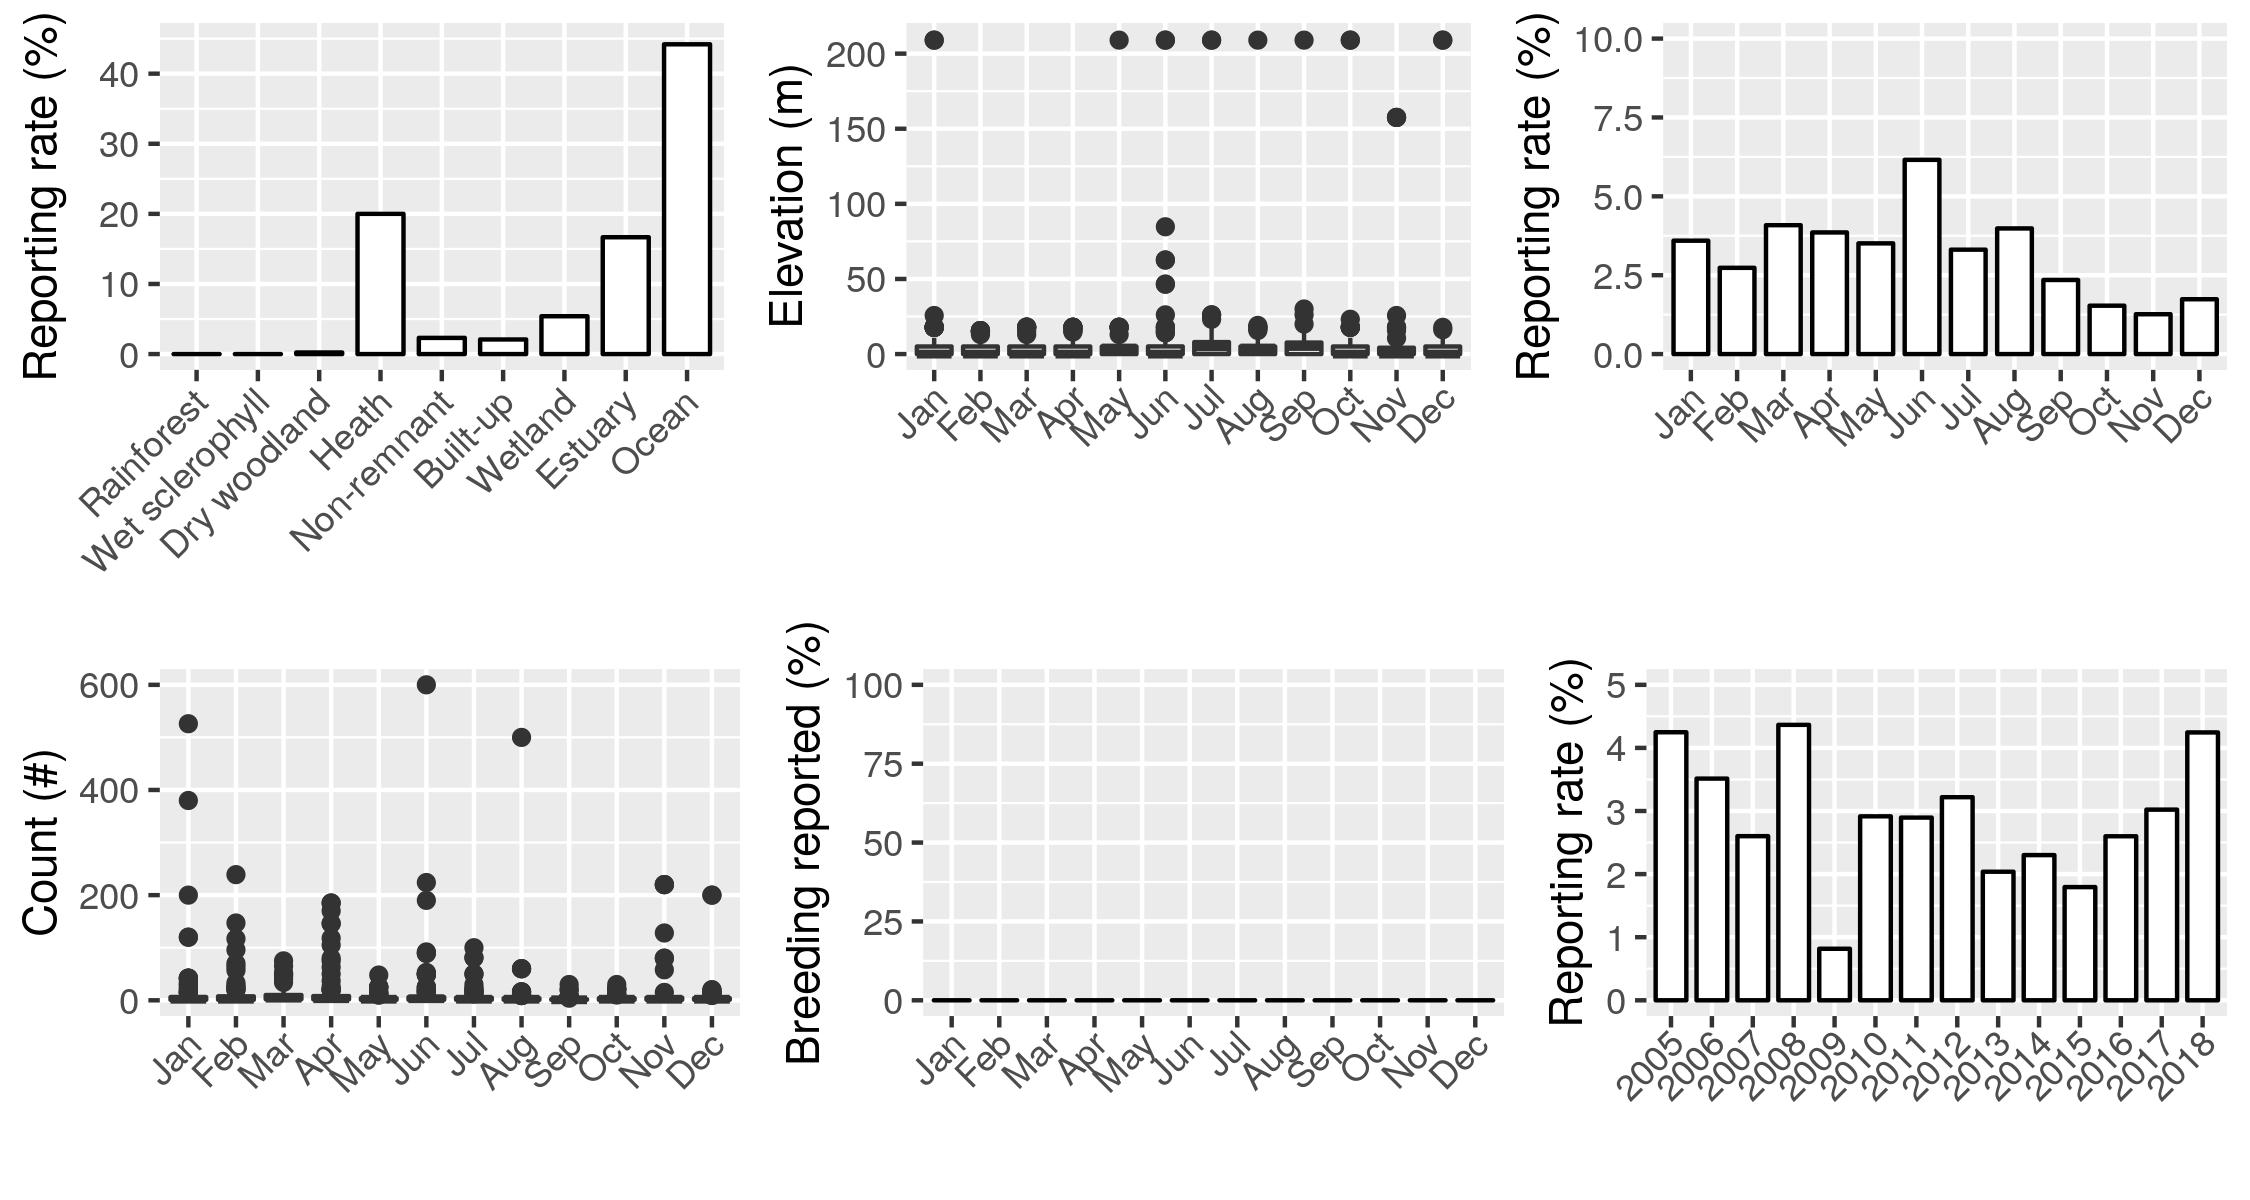 Reporting rate (%)
40
30
20
10
0
Rainforest
Wet sclerophyll
Dry woodland
Heath
Non-remnant
Built-up
Wetland
Estuary
Ocean
Elevation (m)
200
150
100
50
0
Jan
Feb
Mar
Apr
May
Jun
Jul
Aug
Sep
Oct
Nov
Dec
Reporting rate (%)
10.0
7.5
5.0
2.5
0.0
Jan
Feb
Mar
Apr
May
Jun
Jul
Aug
Sep
Oct
Nov
Dec
Count (#)
600
400
200
0
Jan
Feb
Mar
Apr
May
Jun
Jul
Aug
Sep
Oct
Nov
Dec
Breeding reported (%)
100
75
50
25
0
Jan
Feb
Mar
Apr
May
Jun
Jul
Aug
Sep
Oct
Nov
Dec
Reporting rate (%)
5
4
3
2
1
0
2005
2006
2007
2008
2009
2010
2011
2012
2013
2014
2015
2016
2017
2018